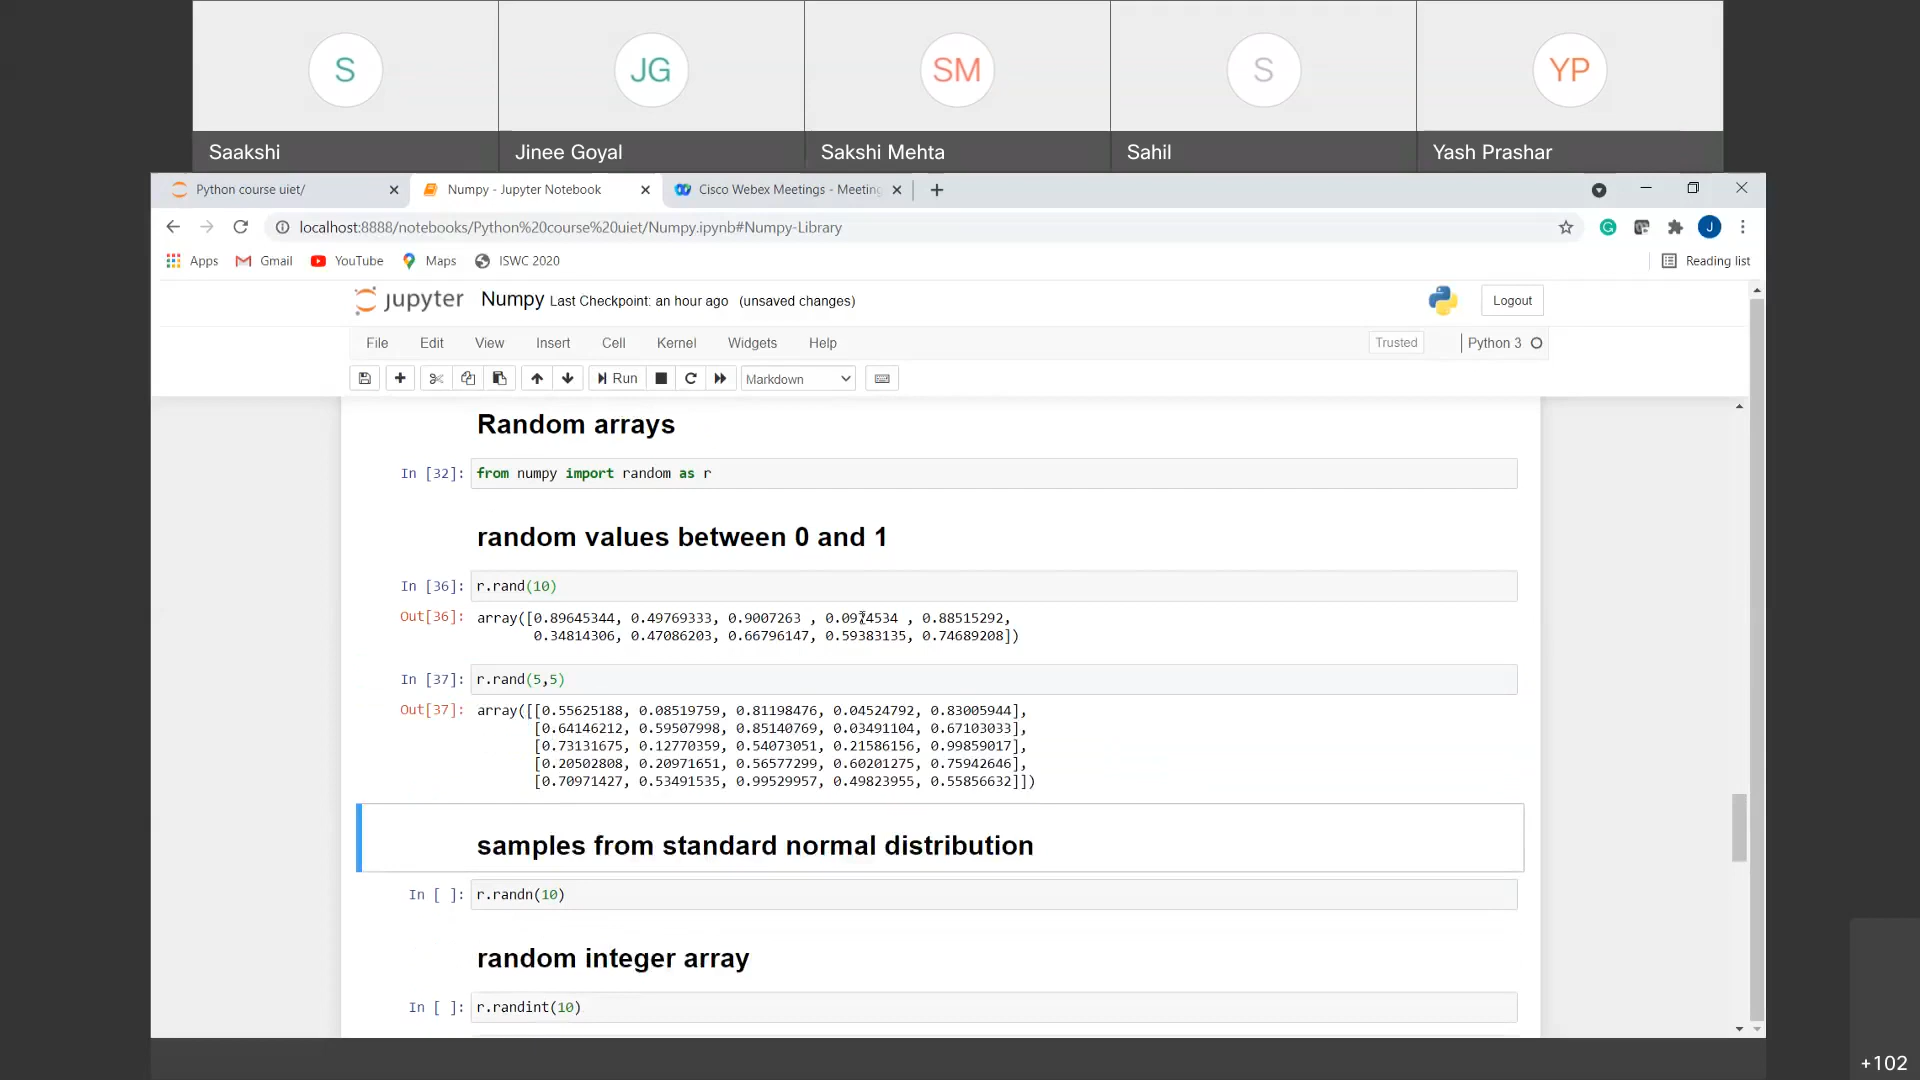 S JG SM S YP
Saakshi Jinee Goyal Sakshi Mehta Sahil Yash Prashar
Python course uiet/ Numpy - Jupyter Notebook Cisco Webex Meetings - Meeting
localhost:8888/notebooks/Python%20course%20uiet/Numpy.ipynb#Numpy-Library J
Apps Gmail YouTube Maps ISWC 2020 Reading list
jupyter Numpy Last Checkpoint: an hour ago (unsaved changes) Logout
File Edit View Insert Cell Kernel Widgets Help Trusted Python 3
Run Markdown
Random arrays
In [32]: from numpy import random as r
random values between 0 and 1
In [36]: r.rand(10)
Out[36]: array([0.89645344, 0.49769333, 0.9007263 , 0.0974534 , 0.88515292,
0.34814306, 0.47086203, 0.66796147, 0.59383135, 0.74689208])
In [37]: r.rand(5,5)
Out[37]: array([[0.55625188, 0.08519759, 0.81198476, 0.04524792, 0.83005944],
[0.64146212, 0.59507998, 0.85140769, 0.03491104, 0.67103033],
[0.73131675, 0.12770359, 0.54073051, 0.21586156, 0.99859017],
[0.20502808, 0.20971651, 0.56577299, 0.60201275, 0.75942646],
[0.70971427, 0.53491535, 0.99529957, 0.49823955, 0.55856632]])
samples from standard normal distribution
In [ ]: r.randn(10)
random integer array
In [ ]: r.randint(10)
+102